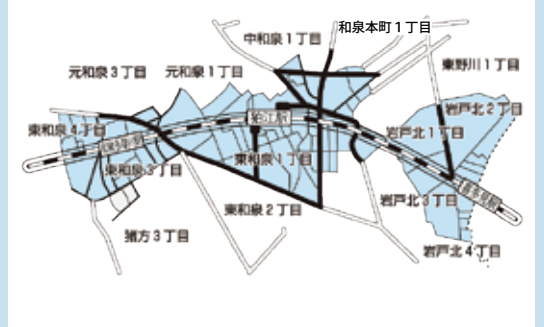 和泉本町１丁目
中和泉１丁目
東野川１丁目
元和泉３丁目
元和泉１丁目
岩戸北２丁目
狛江駅
東和泉４丁目
岩戸北１丁目
東和泉１丁目
東和泉３丁目
喜多見駅
岩戸北３丁目
東和泉２丁目
猪方３丁目
岩戸北４丁目